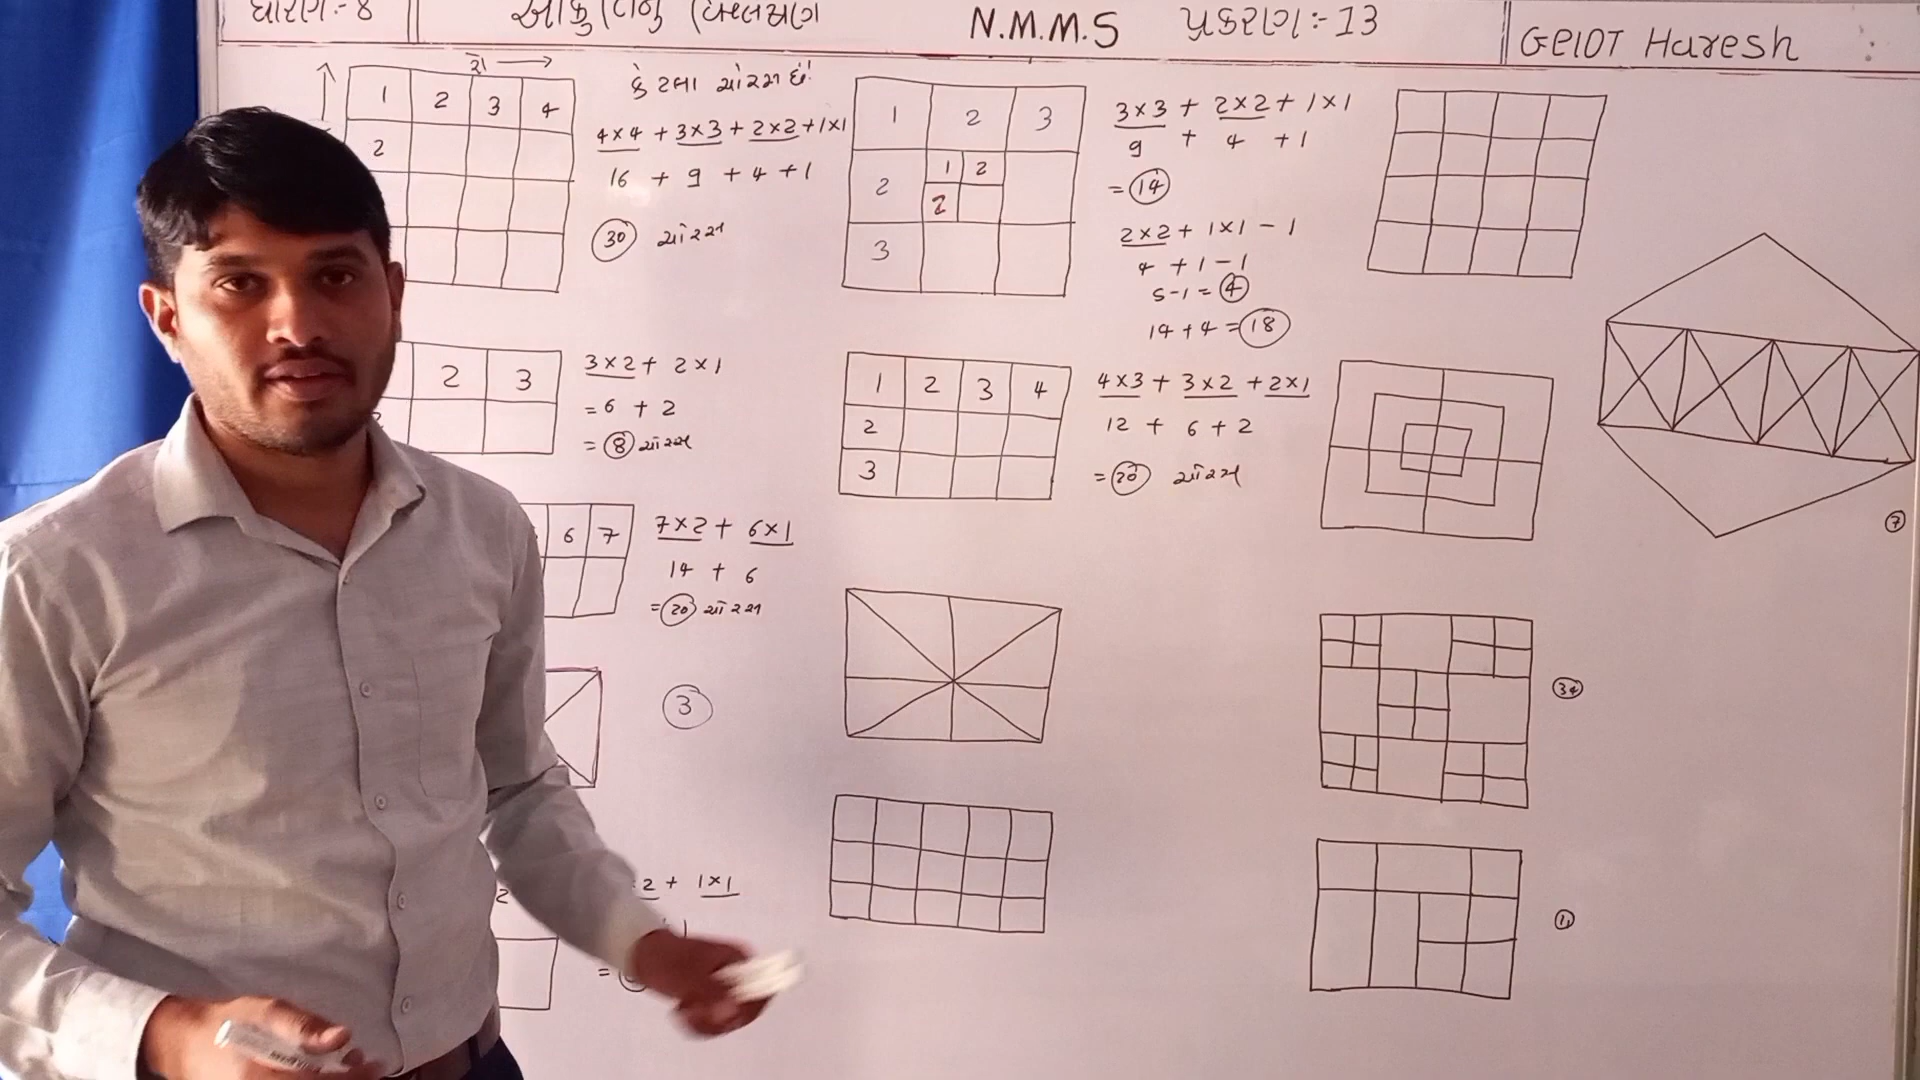 ધોરણ:- 8
N.M.M.S
પ્રકરણ:- 13
GELOT Haresh
1 2 3 4
2
કેટલા ચોરસ છે?
4×4 + 3×3 + 2×2 + 1×1
16 + 9 + 4 + 1
30 ચોરસ
1 2 3
2 1 2
2
3
3×3 + 2×2 + 1×1
9 + 4 + 1
= 14
2×2 + 1×1 - 1
4 + 1 - 1
5 - 1 = 4
14 + 4 = 18
2 3
3×2 + 2×1
= 6 + 2
= 8 ચોરસ
1 2 3 4
2
3
4×3 + 3×2 + 2×1
12 + 6 + 2
= 20 ચોરસ
6 7
7×2 + 6×1
14 + 6
= 20 ચોરસ
7
3
34
2
2 + 1×1
=
11